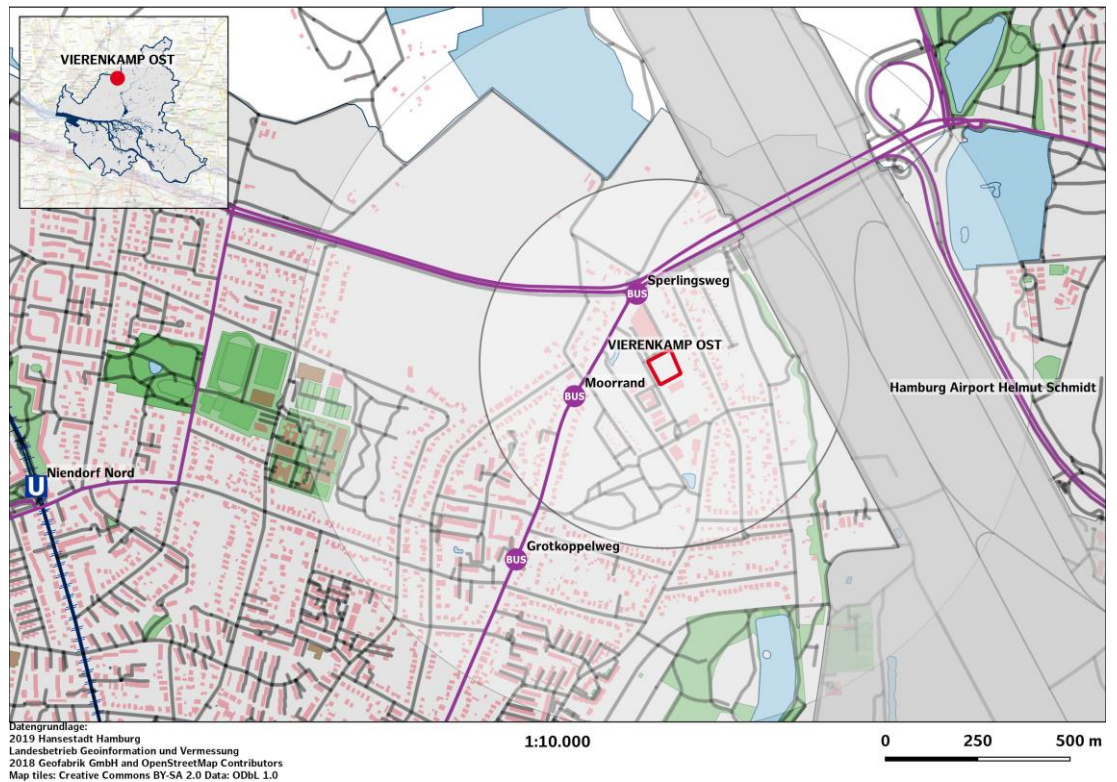 VIERENKAMP OST
Sperlingsweg
BUS
VIERENKAMP OST
Moorrand
BUS
Hamburg Airport Helmut Schmidt
Niendorf Nord
U
Grotkoppelweg
BUS
Datengrundlage:
2019 Hansestadt Hamburg
Landesbetrieb Geoinformation und Vermessung
2018 Geofabrik GmbH and OpenStreetMap Contributors
Map tiles: Creative Commons BY-SA 2.0 Data: ODbL 1.0
1:10.000
0 250 500 m